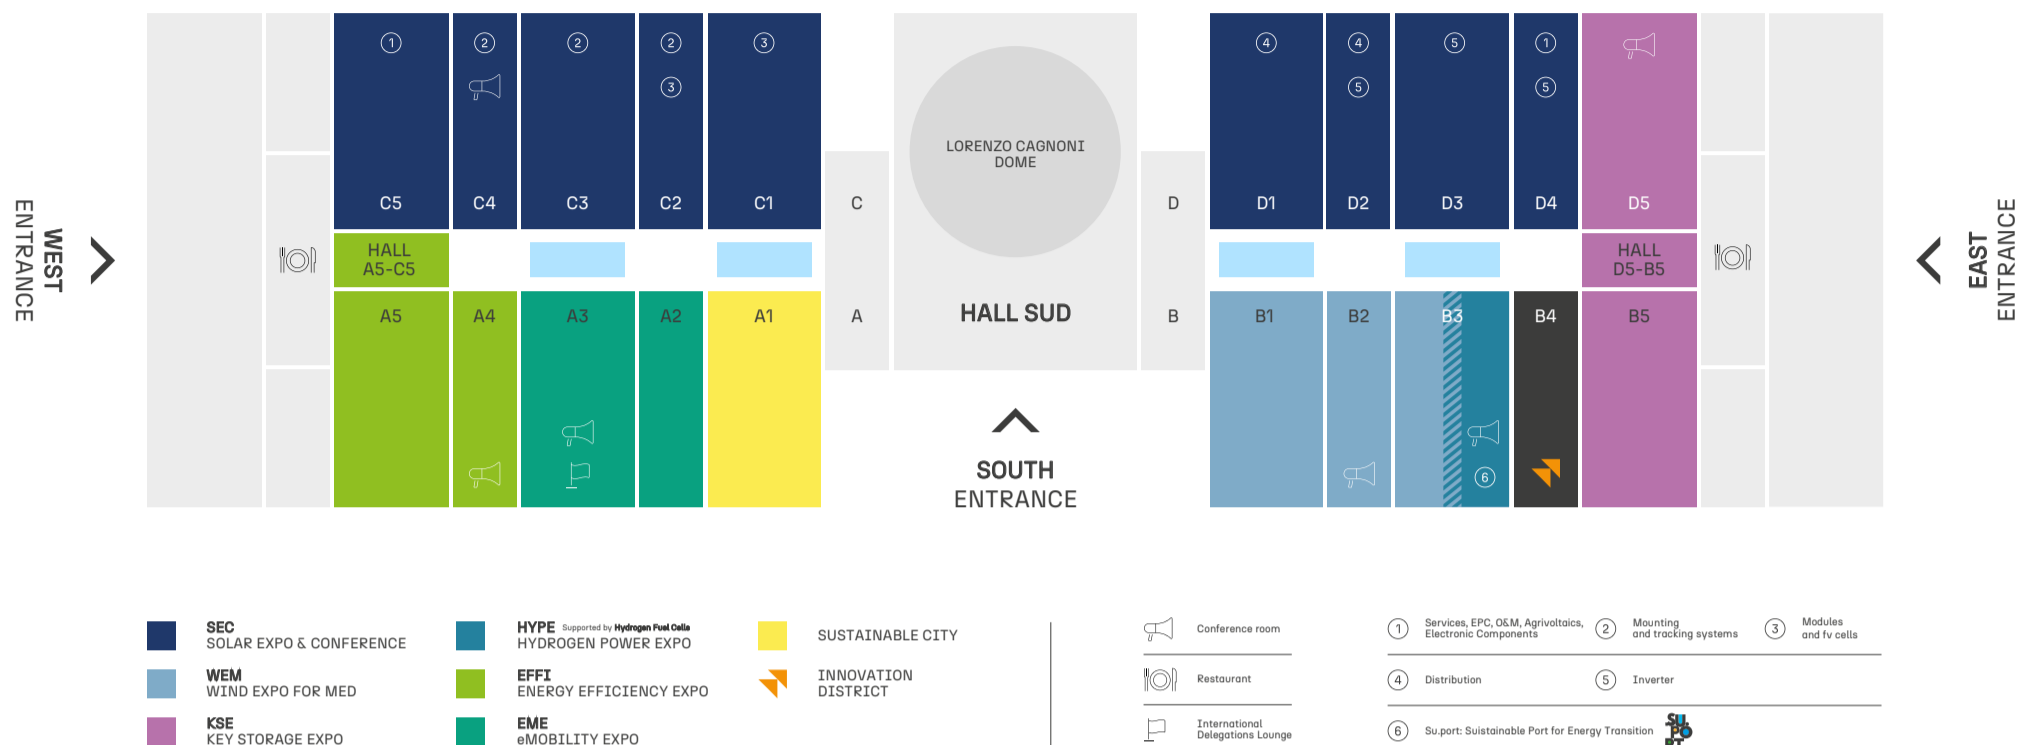 1
2
2
2
3
4
4
5
1
3
5
5
LORENZO CAGNONI
DOME
C5
C4
C3
C2
C1
C
D
D1
D2
D3
D4
D5
WEST
ENTRANCE
HALL
A5-C5
HALL
D5-B5
EAST
ENTRANCE
A5
A4
A3
A2
A1
A
HALL SUD
B
B1
B2
B3
B4
B5
6
SOUTH
ENTRANCE
SEC
SOLAR EXPO & CONFERENCE
WEM
WIND EXPO FOR MED
KSE
KEY STORAGE EXPO
HYPE Supported by Hydrogen Fuel Cells
HYDROGEN POWER EXPO
EFFI
ENERGY EFFICIENCY EXPO
EME
eMOBILITY EXPO
SUSTAINABLE CITY
INNOVATION
DISTRICT
Conference room
Restaurant
International
Delegations Lounge
1 Services, EPC, O&M, Agrivoltaics,
Electronic Components
2 Mounting
and tracking systems
3 Modules
and fv cells
4 Distribution
5 Inverter
6 Su.port: Suistainable Port for Energy Transition
SU.
PO
RT